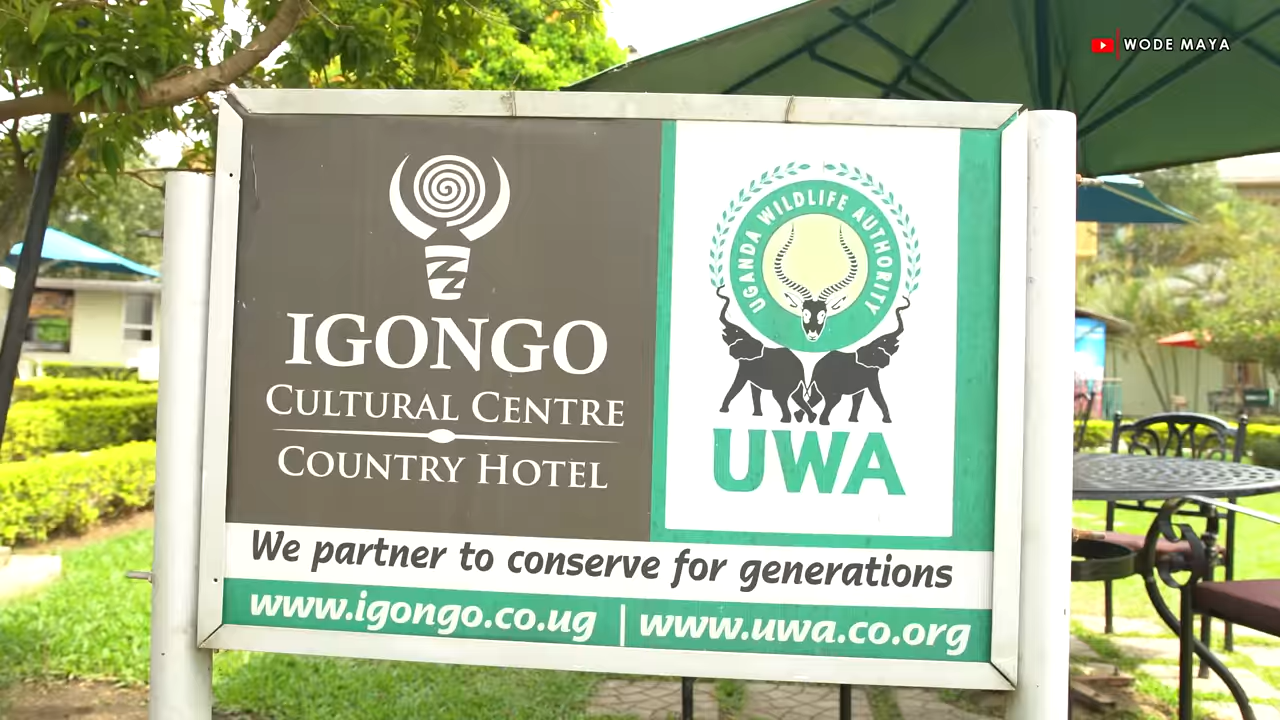 WODE MAYA
IGONGO
CULTURAL CENTRE
COUNTRY HOTEL
UGANDA WILDLIFE AUTHORITY
UWA
We partner to conserve for generations
www.igongo.co.ug | www.uwa.co.org